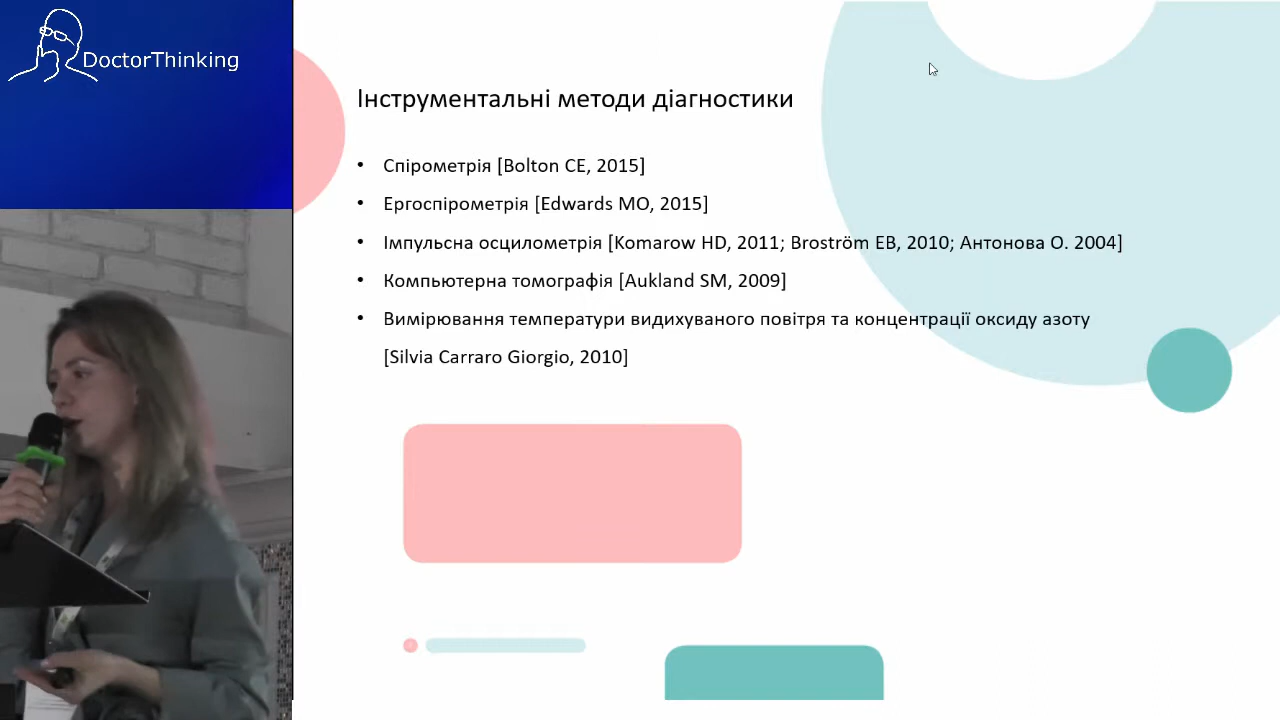 DoctorThinking
Інструментальні методи діагностики
• Спірометрія [Bolton CE, 2015]
• Ергоспірометрія [Edwards MO, 2015]
• Імпульсна осцилометрія [Komarow HD, 2011; Broström EB, 2010; Антонова О. 2004]
• Компьютерна томографія [Aukland SM, 2009]
• Вимірювання температури видихуваного повітря та концентрації оксиду азоту
[Silvia Carraro Giorgio, 2010]